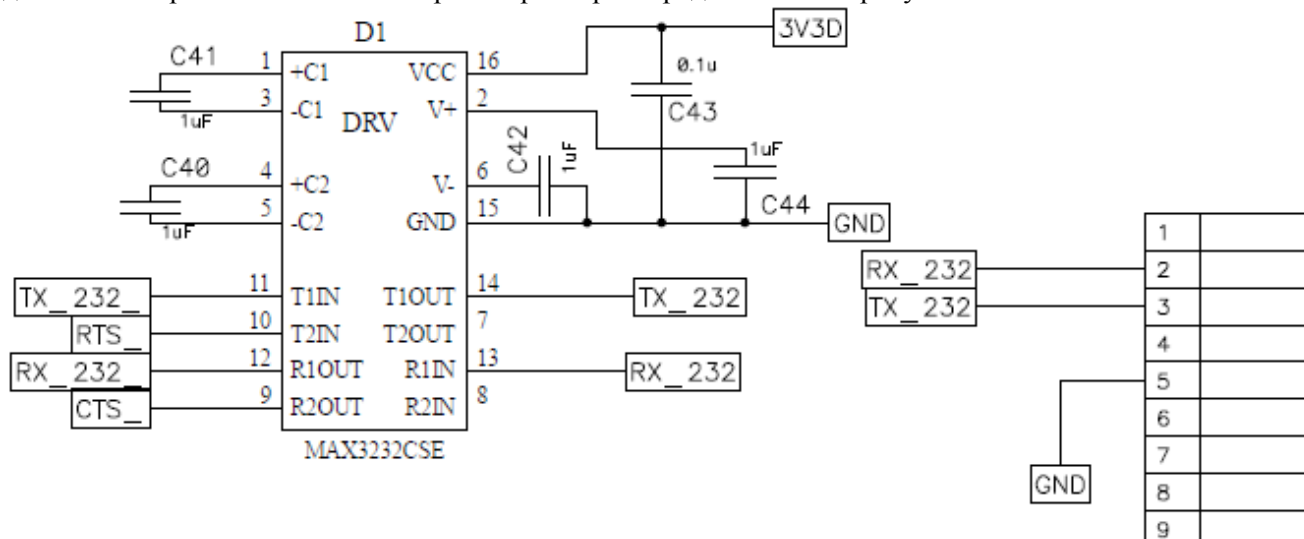 D1
3V3D
C41
1
+C1
VCC
16
0.1u
3
-C1
V+
2
1uF
DRV
C43
C42
1uF
1uF
C40
4
+C2
V-
6
5
-C2
GND
15
C44
1uF
GND
1
RX_232
2
TX_232_
11
T1IN
T1OUT
14
TX_232
TX_232
3
RTS_
10
T2IN
T2OUT
7
4
RX_232_
12
R1OUT
R1IN
13
RX_232
5
CTS_
9
R2OUT
R2IN
8
6
MAX3232CSE
7
GND
8
9